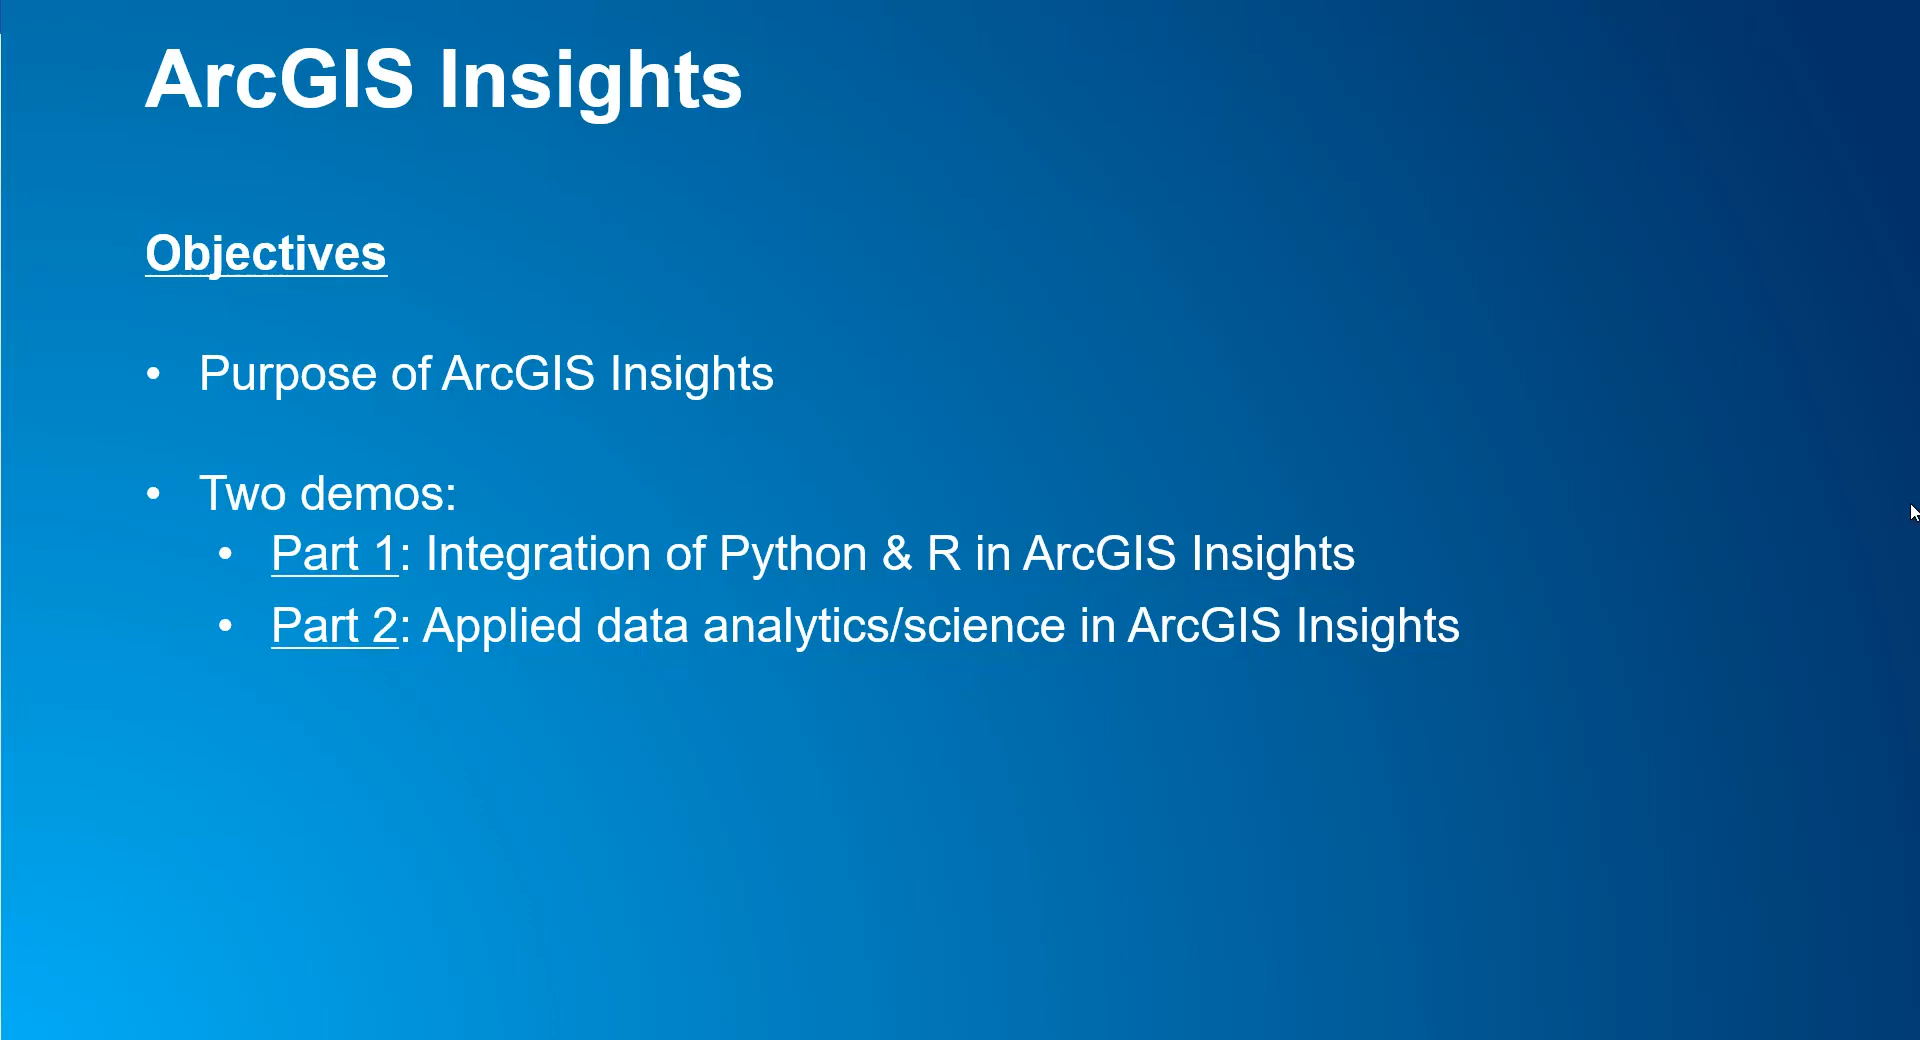 ArcGIS Insights
Objectives
• Purpose of ArcGIS Insights
• Two demos:
• Part 1: Integration of Python & R in ArcGIS Insights
• Part 2: Applied data analytics/science in ArcGIS Insights